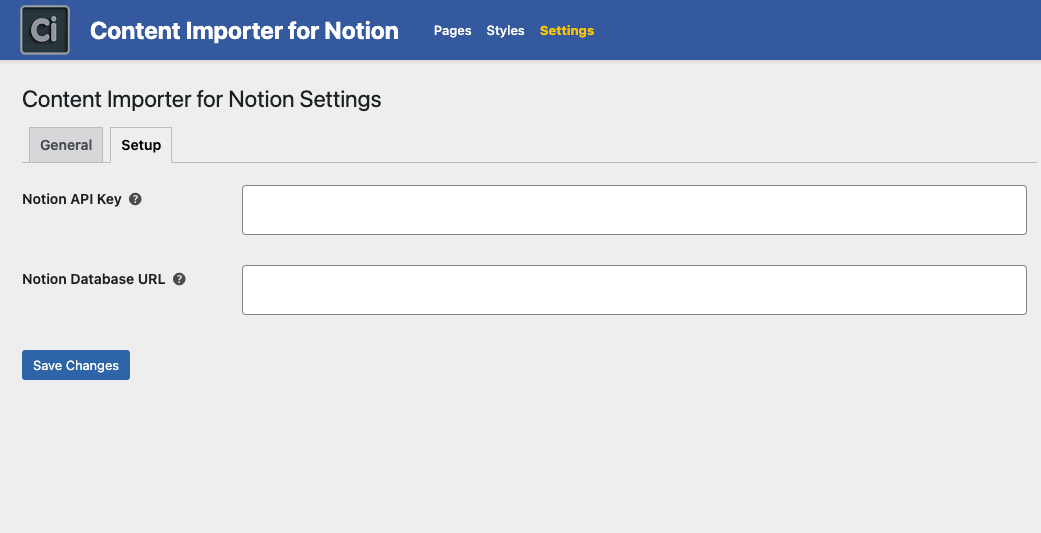 Ci Content Importer for Notion Pages Styles Settings
Content Importer for Notion Settings
General Setup
Notion API Key ?
Notion Database URL ?
Save Changes